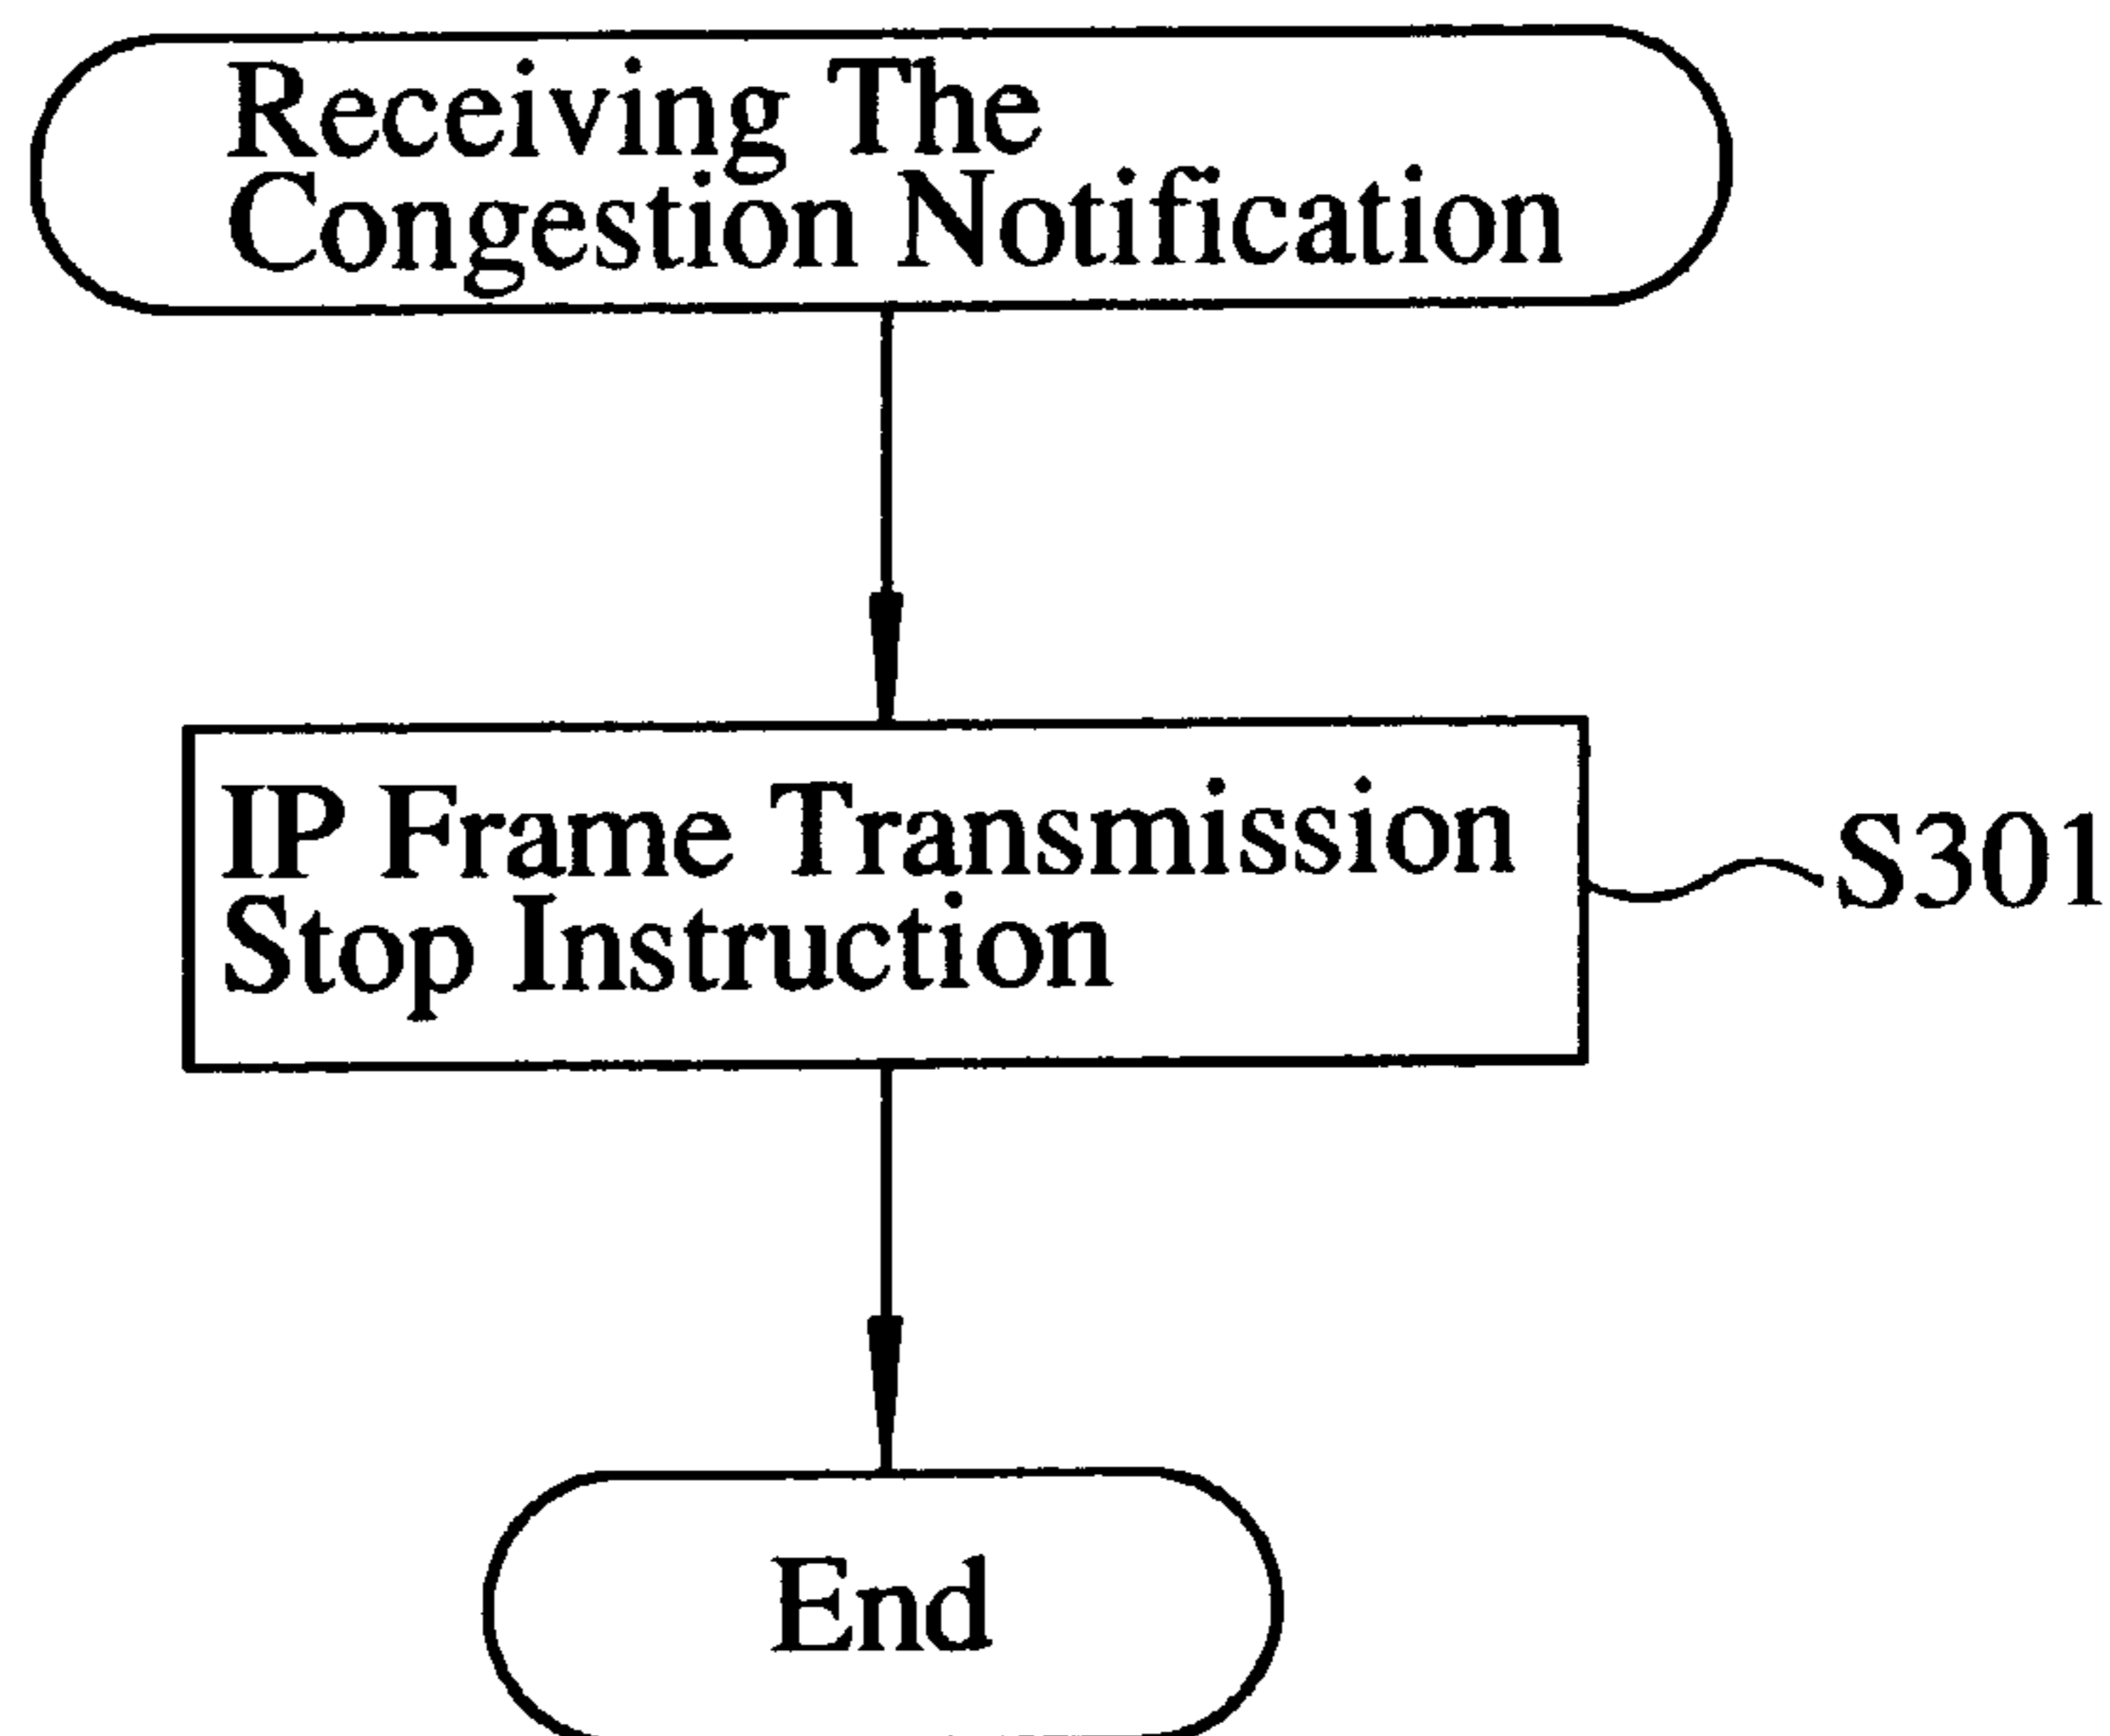 Receiving The
Congestion Notification
IP Frame Transmission
Stop Instruction
S301
End